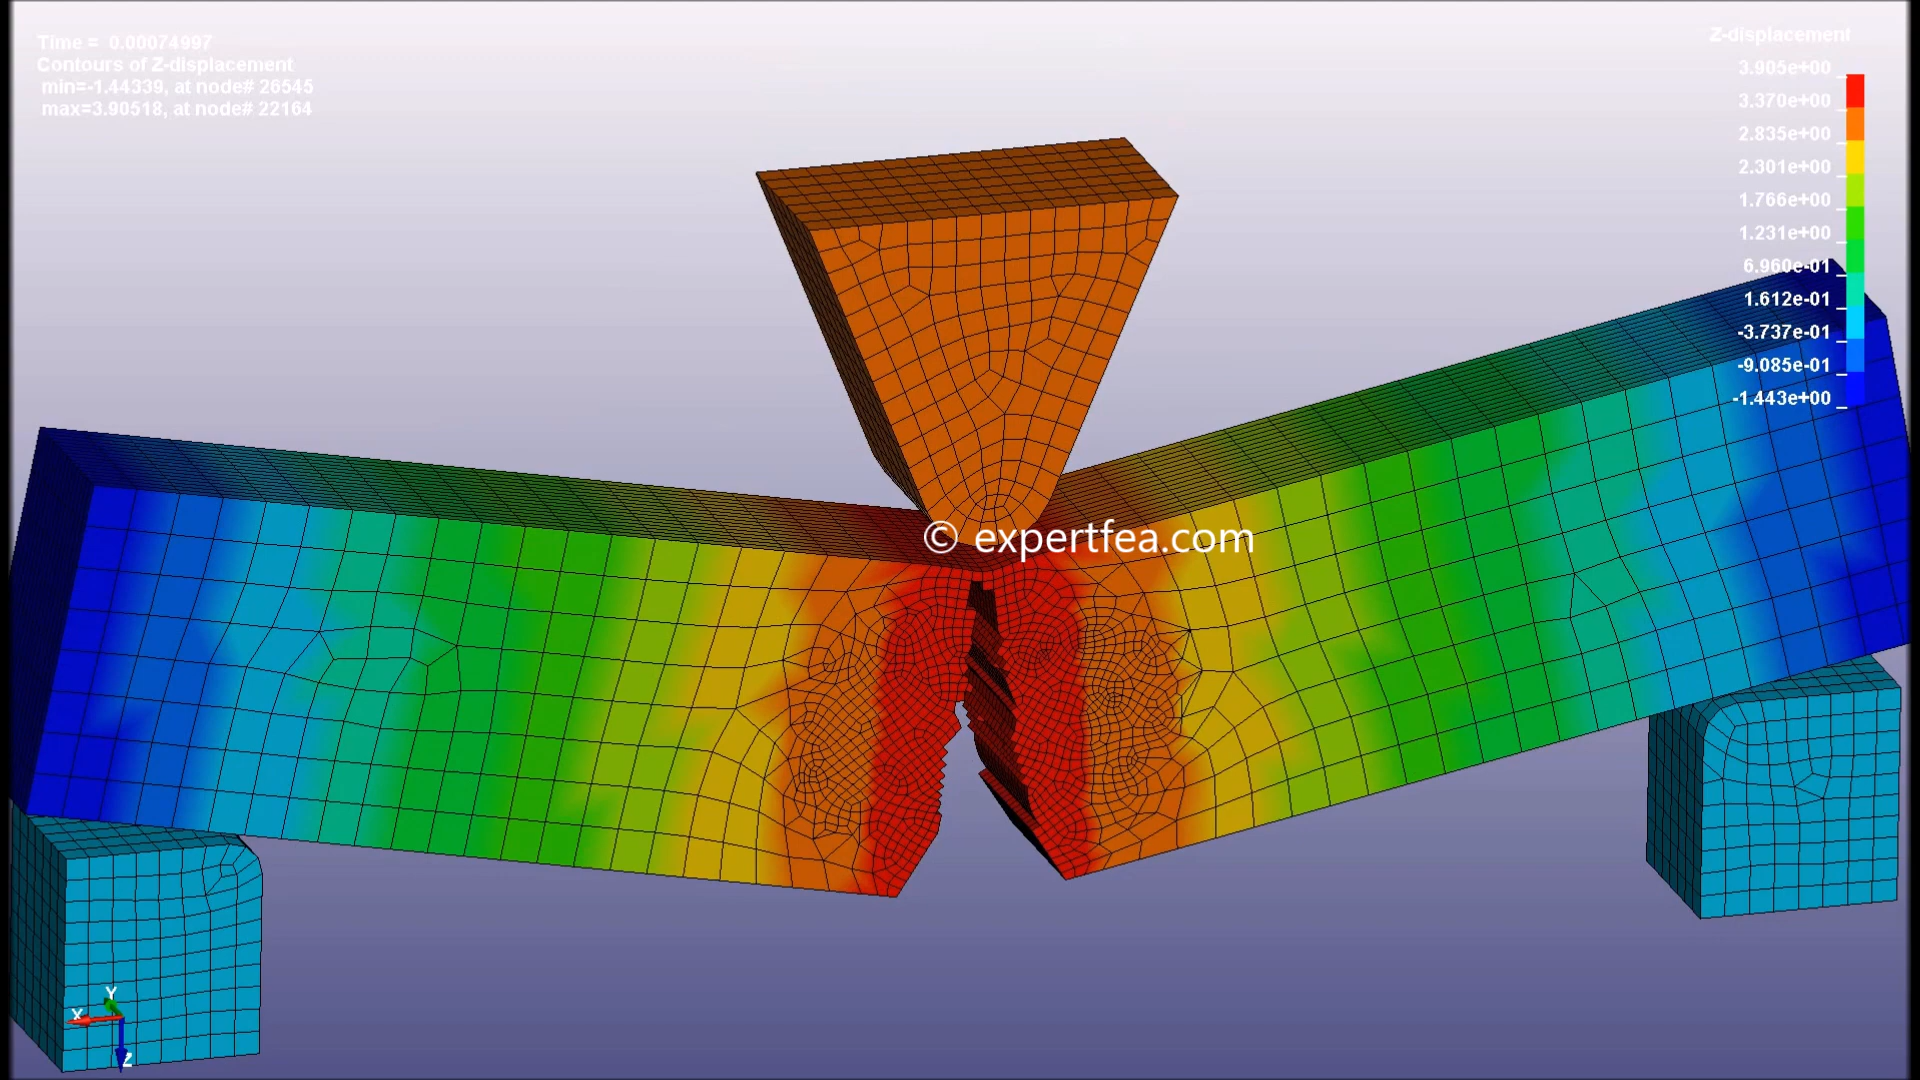 Time = 0.00074997
Contours of Z-displacement
min=-1.44339, at node# 26545
max=3.90518, at node# 22164
Z-displacement
3.905e+00
3.370e+00
2.835e+00
2.301e+00
1.766e+00
1.231e+00
6.960e-01
1.612e-01
-3.737e-01
-9.085e-01
-1.443e+00
© expertfea.com
Y
X
Z